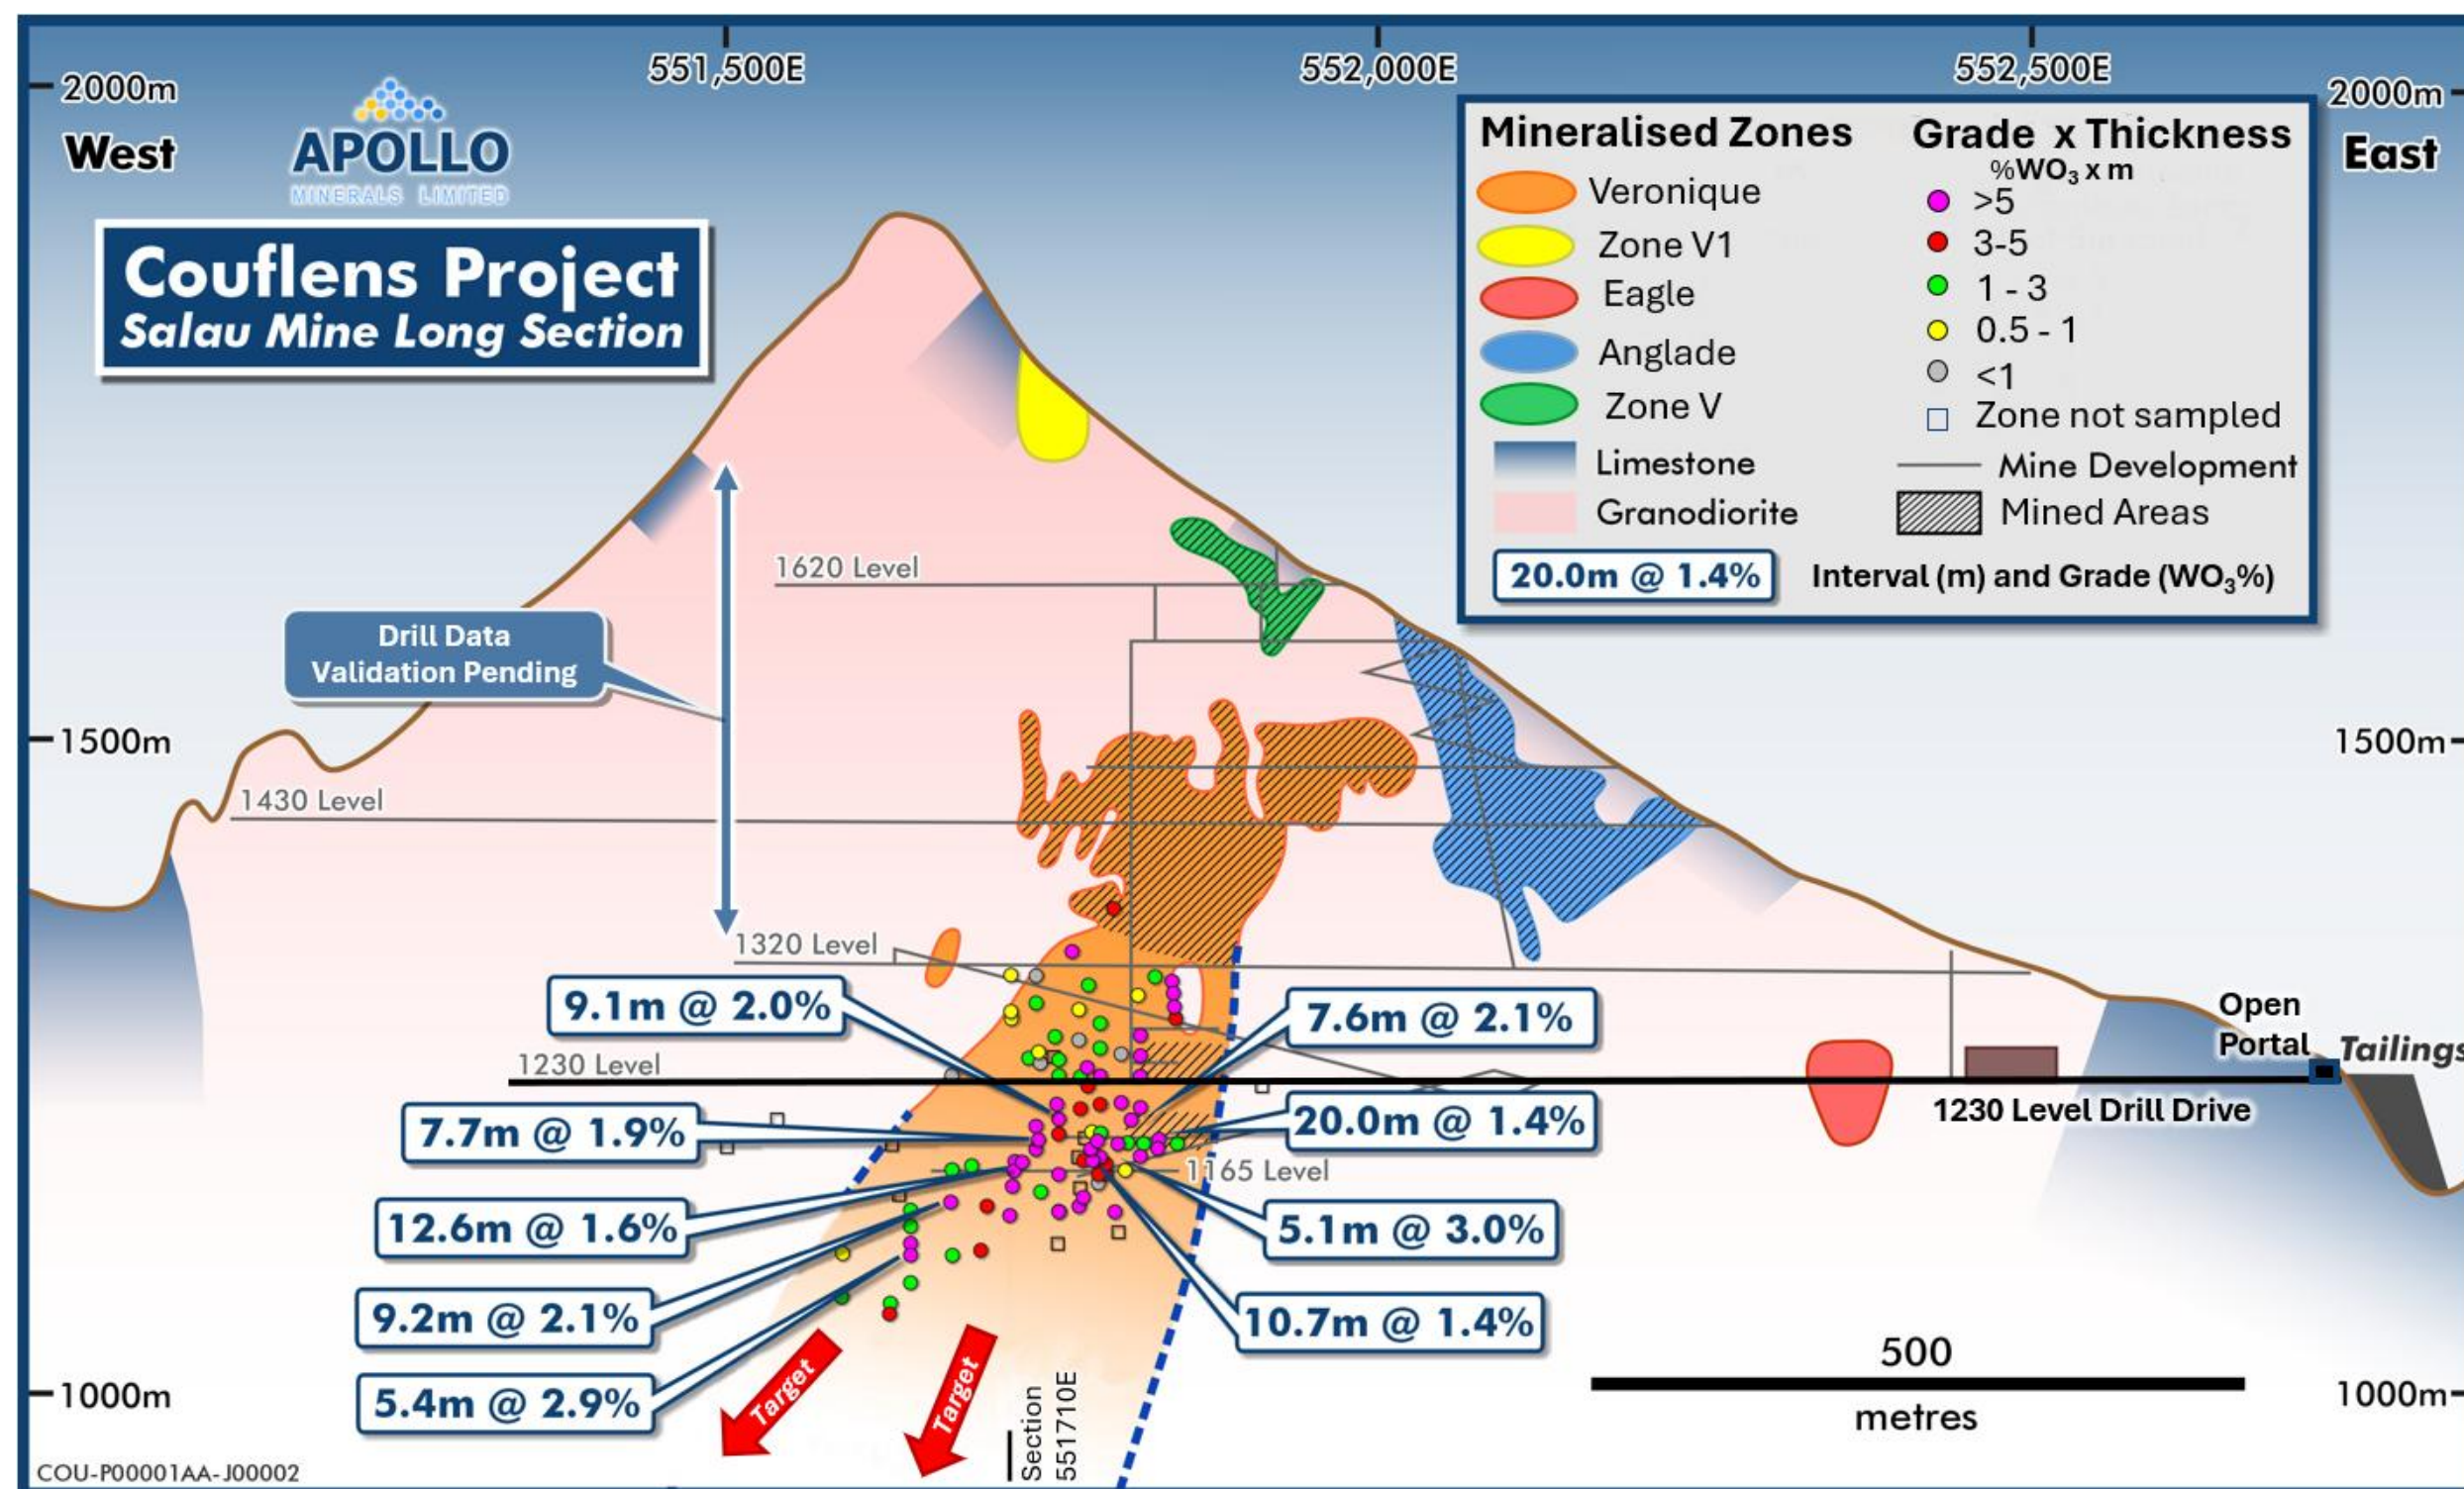 551,500E
552,000E
552,500E
2000m
2000m
West
East
APOLLO
MINERALS LIMITED
Couflens Project
Salau Mine Long Section
Mineralised Zones
Veronique
Zone V1
Eagle
Anglade
Zone V
Limestone
Granodiorite
20.0m @ 1.4%
Interval (m) and Grade (WO₃%)
Grade x Thickness
%WO₃ x m
>5
3-5
1 - 3
0.5 - 1
<1
Zone not sampled
Mine Development
Mined Areas
1620 Level
Drill Data
Validation Pending
1500m
1500m
1430 Level
1320 Level
9.1m @ 2.0%
7.6m @ 2.1%
Open
Portal
Tailings
1230 Level
1230 Level Drill Drive
7.7m @ 1.9%
20.0m @ 1.4%
1165 Level
12.6m @ 1.6%
5.1m @ 3.0%
9.2m @ 2.1%
10.7m @ 1.4%
5.4m @ 2.9%
Target
Target
Section
551710E
500
metres
1000m
1000m
COU-P00001AA-J00002